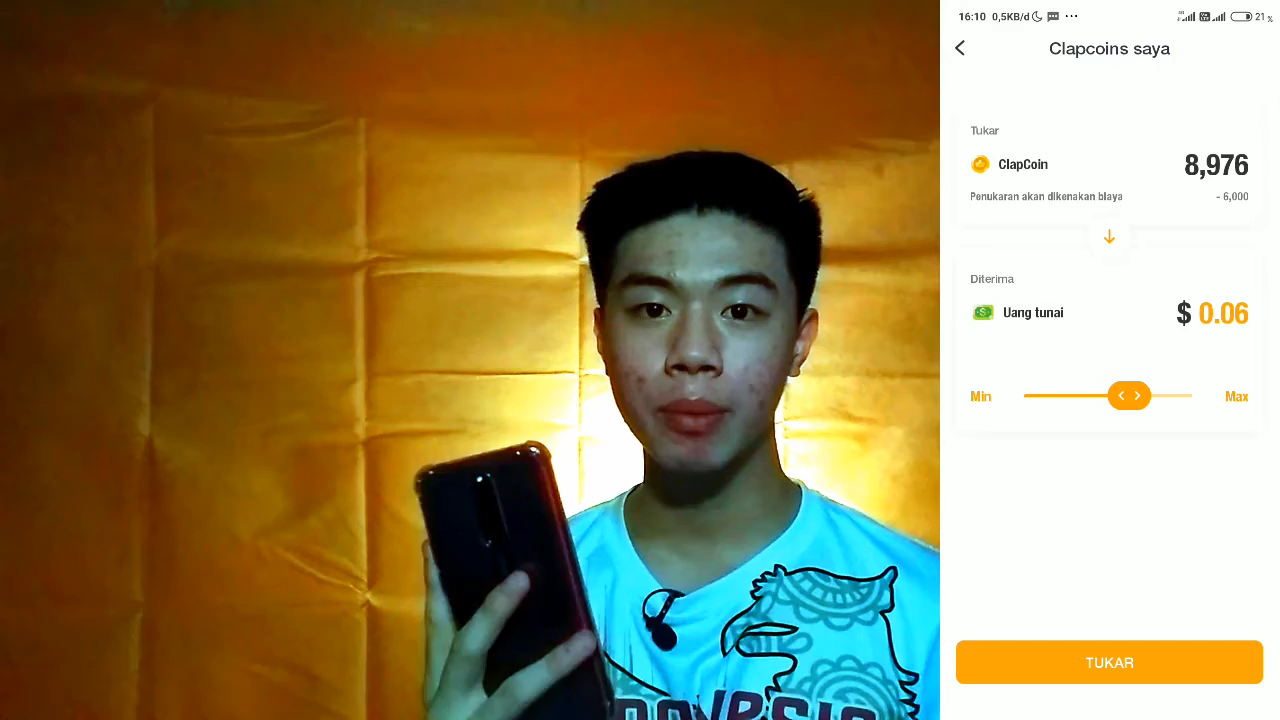 16:10 0,5KB/d ...
21 %
Clapcoins saya
Tukar
ClapCoin 8,976
Penukaran akan dikenakan biaya - 6,000
Diterima
Uang tunai $ 0.06
Min Max
TUKAR